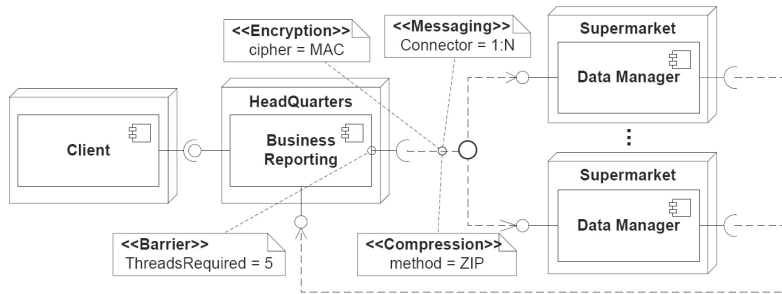 <<Encryption>>
cipher = MAC
<<Messaging>>
Connector = 1:N
Supermarket
Data Manager
HeadQuarters
Client
Business
Reporting
Supermarket
Data Manager
<<Barrier>>
ThreadsRequired = 5
<<Compression>>
method = ZIP